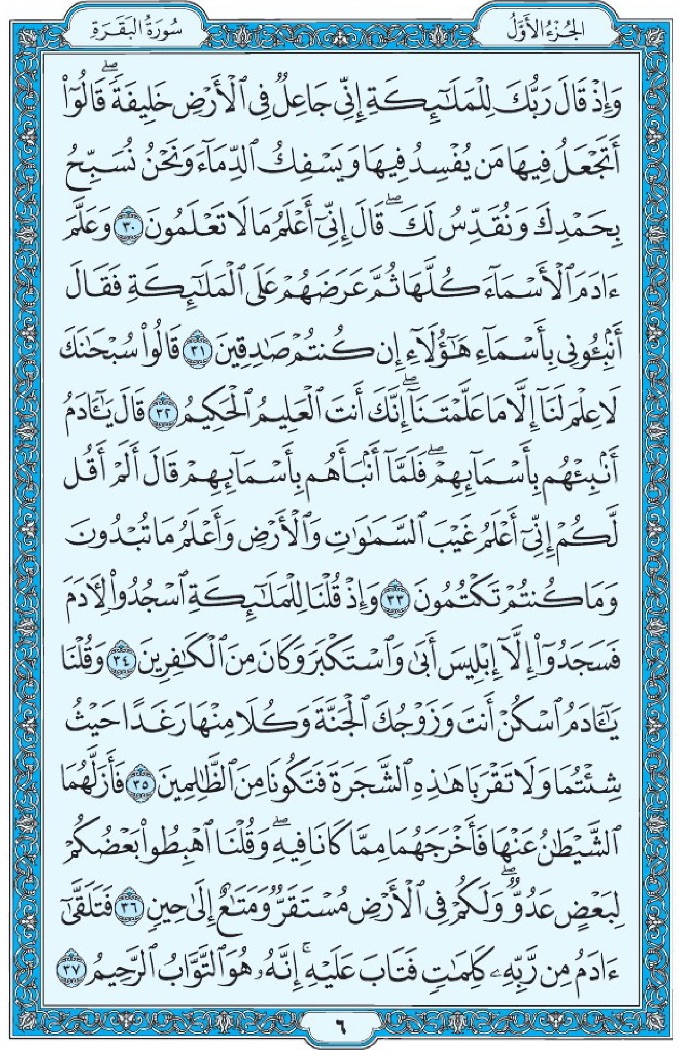 سُورَةُ البَقَرَةِ
الجُزْءُ الأَوَّلُ
وَإِذْ قَالَ رَبُّكَ لِلْمَلَٰٓئِكَةِ إِنِّي جَاعِلٌ فِي ٱلْأَرْضِ خَلِيفَةًۖ قَالُوٓا۟
أَتَجْعَلُ فِيهَا مَن يُفْسِدُ فِيهَا وَيَسْفِكُ ٱلدِّمَآءَ وَنَحْنُ نُسَبِّحُ
بِحَمْدِكَ وَنُقَدِّسُ لَكَۖ قَالَ إِنِّيٓ أَعْلَمُ مَا لَا تَعْلَمُونَ ٣٠ وَعَلَّمَ
ءَادَمَ ٱلْأَسْمَآءَ كُلَّهَا ثُمَّ عَرَضَهُمْ عَلَى ٱلْمَلَٰٓئِكَةِ فَقَالَ
أَنۢبِـُٔونِي بِأَسْمَآءِ هَٰٓؤُلَآءِ إِن كُنتُمْ صَٰدِقِينَ ٣١ قَالُوا۟ سُبْحَٰنَكَ
لَا عِلْمَ لَنَآ إِلَّا مَا عَلَّمْتَنَآۖ إِنَّكَ أَنتَ ٱلْعَلِيمُ ٱلْحَكِيمُ ٣٢ قَالَ يَٰٓـَٔادَمُ
أَنۢبِئْهُم بِأَسْمَآئِهِمْۖ فَلَمَّآ أَنۢبَأَهُم بِأَسْمَآئِهِمْ قَالَ أَلَمْ أَقُل
لَّكُمْ إِنِّيٓ أَعْلَمُ غَيْبَ ٱلسَّمَٰوَٰتِ وَٱلْأَرْضِ وَأَعْلَمُ مَا تُبْدُونَ
وَمَا كُنتُمْ تَكْتُمُونَ ٣٣ وَإِذْ قُلْنَا لِلْمَلَٰٓئِكَةِ ٱسْجُدُوا۟ لِءَادَمَ
فَسَجَدُوٓا۟ إِلَّآ إِبْلِيسَ أَبَىٰ وَٱسْتَكْبَرَ وَكَانَ مِنَ ٱلْكَٰفِرِينَ ٣٤ وَقُلْنَا
يَٰٓـَٔادَمُ ٱسْكُنْ أَنتَ وَزَوْجُكَ ٱلْجَنَّةَ وَكُلَا مِنْهَا رَغَدًا حَيْثُ
شِئْتُمَا وَلَا تَقْرَبَا هَٰذِهِ ٱلشَّجَرَةَ فَتَكُونَا مِنَ ٱلظَّٰلِمِينَ ٣٥ فَأَزَلَّهُمَا
ٱلشَّيْطَٰنُ عَنْهَا فَأَخْرَجَهُمَا مِمَّا كَانَا فِيهِۖ وَقُلْنَا ٱهْبِطُوا۟ بَعْضُكُمْ
لِبَعْضٍ عَدُوٌّۖ وَلَكُمْ فِي ٱلْأَرْضِ مُسْتَقَرٌّ وَمَتَٰعٌ إِلَىٰ حِينٍ ٣٦ فَتَلَقَّىٰٓ
ءَادَمُ مِن رَّبِّهِۦ كَلِمَٰتٍ فَتَابَ عَلَيْهِۚ إِنَّهُۥ هُوَ ٱلتَّوَّابُ ٱلرَّحِيمُ ٣٧
٦